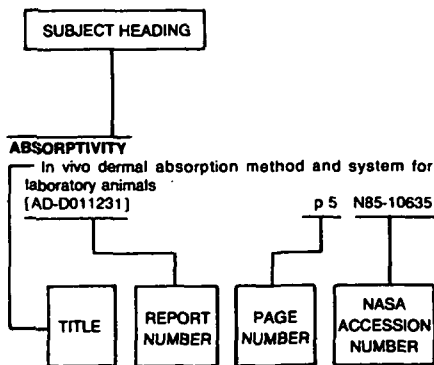 SUBJECT HEADING
ABSORPTIVITY
In vivo dermal absorption method and system for
laboratory animals
[AD-D011231] p 5 N85-10635
TITLE
REPORT
NUMBER
PAGE
NUMBER
NASA
ACCESSION
NUMBER